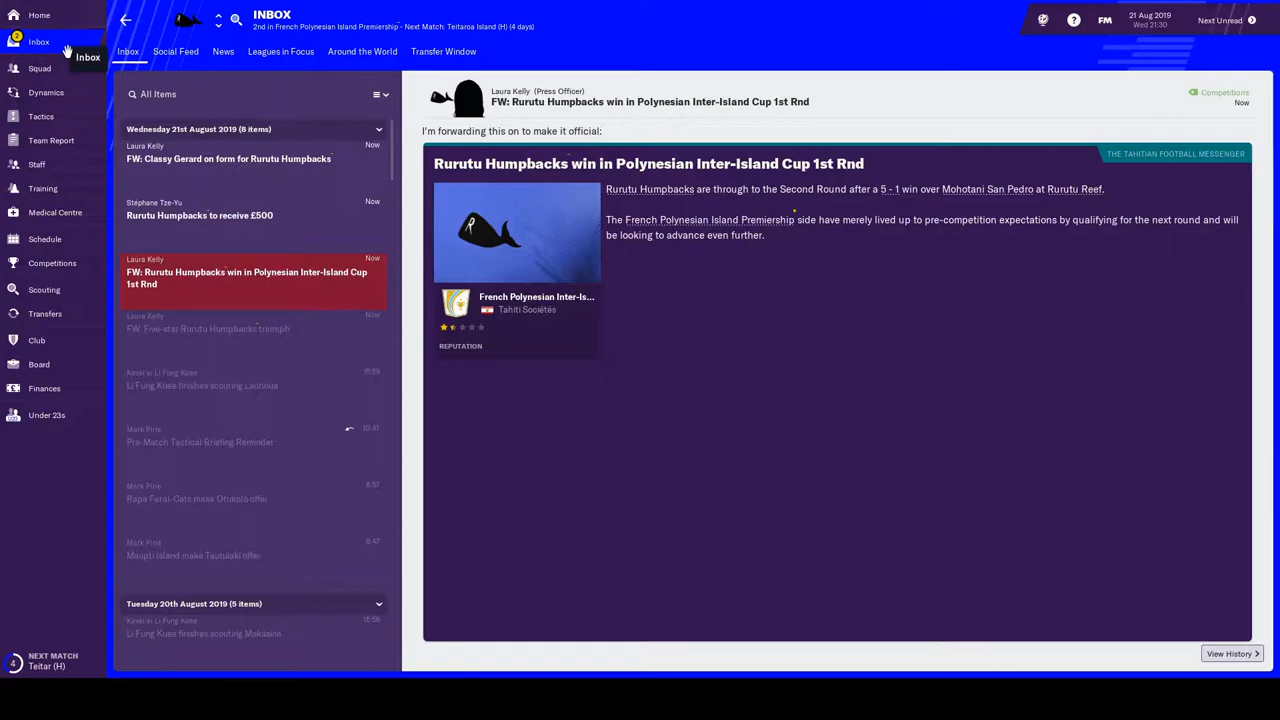 Home
2
Inbox
Inbox
Squad
Dynamics
Tactics
Team Report
Staff
Training
Medical Centre
Schedule
Competitions
Scouting
Transfers
Club
Board
Finances
Under 23s
4
NEXT MATCH
Teitar (H)
INBOX
2nd in French Polynesian Island Premiership - Next Match: Teitaroa Island (H) (4 days)
? FM
21 Aug 2019
Wed 21:30
Next Unread
Inbox Social Feed News Leagues in Focus Around the World Transfer Window
All Items
Wednesday 21st August 2019 (8 items)
Laura Kelly Now
FW: Classy Gerard on form for Rurutu Humpbacks
Stéphane Tze-Yu Now
Rurutu Humpbacks to receive £500
Laura Kelly Now
FW: Rurutu Humpbacks win in Polynesian Inter-Island Cup
1st Rnd
Laura Kelly Now
FW: Five-star Rurutu Humpbacks triumph
Li Fung Kuee finishes scouting
Mark Pine
Pre-Match Tactical Briefing Reminder
Mark Pine 8:57
Rapa Feral-Cats make Otukolo offer
Mark Pine 8:47
Maupti Island make Tautuiaki offer
Tuesday 20th August 2019 (5 items)
Li Fung Kuee finishes scouting Makasina
Laura Kelly (Press Officer)
FW: Rurutu Humpbacks win in Polynesian Inter-Island Cup 1st Rnd
Competitions
Now
I'm forwarding this on to make it official:
THE TAHITIAN FOOTBALL MESSENGER
Rurutu Humpbacks win in Polynesian Inter-Island Cup 1st Rnd
R
Rurutu Humpbacks are through to the Second Round after a 5 - 1 win over Mohotani San Pedro at Rurutu Reef.
The French Polynesian Island Premiership side have merely lived up to pre-competition expectations by qualifying for the next round and will
be looking to advance even further.
French Polynesian Inter-Is...
Tahiti Sociétés
REPUTATION
View History